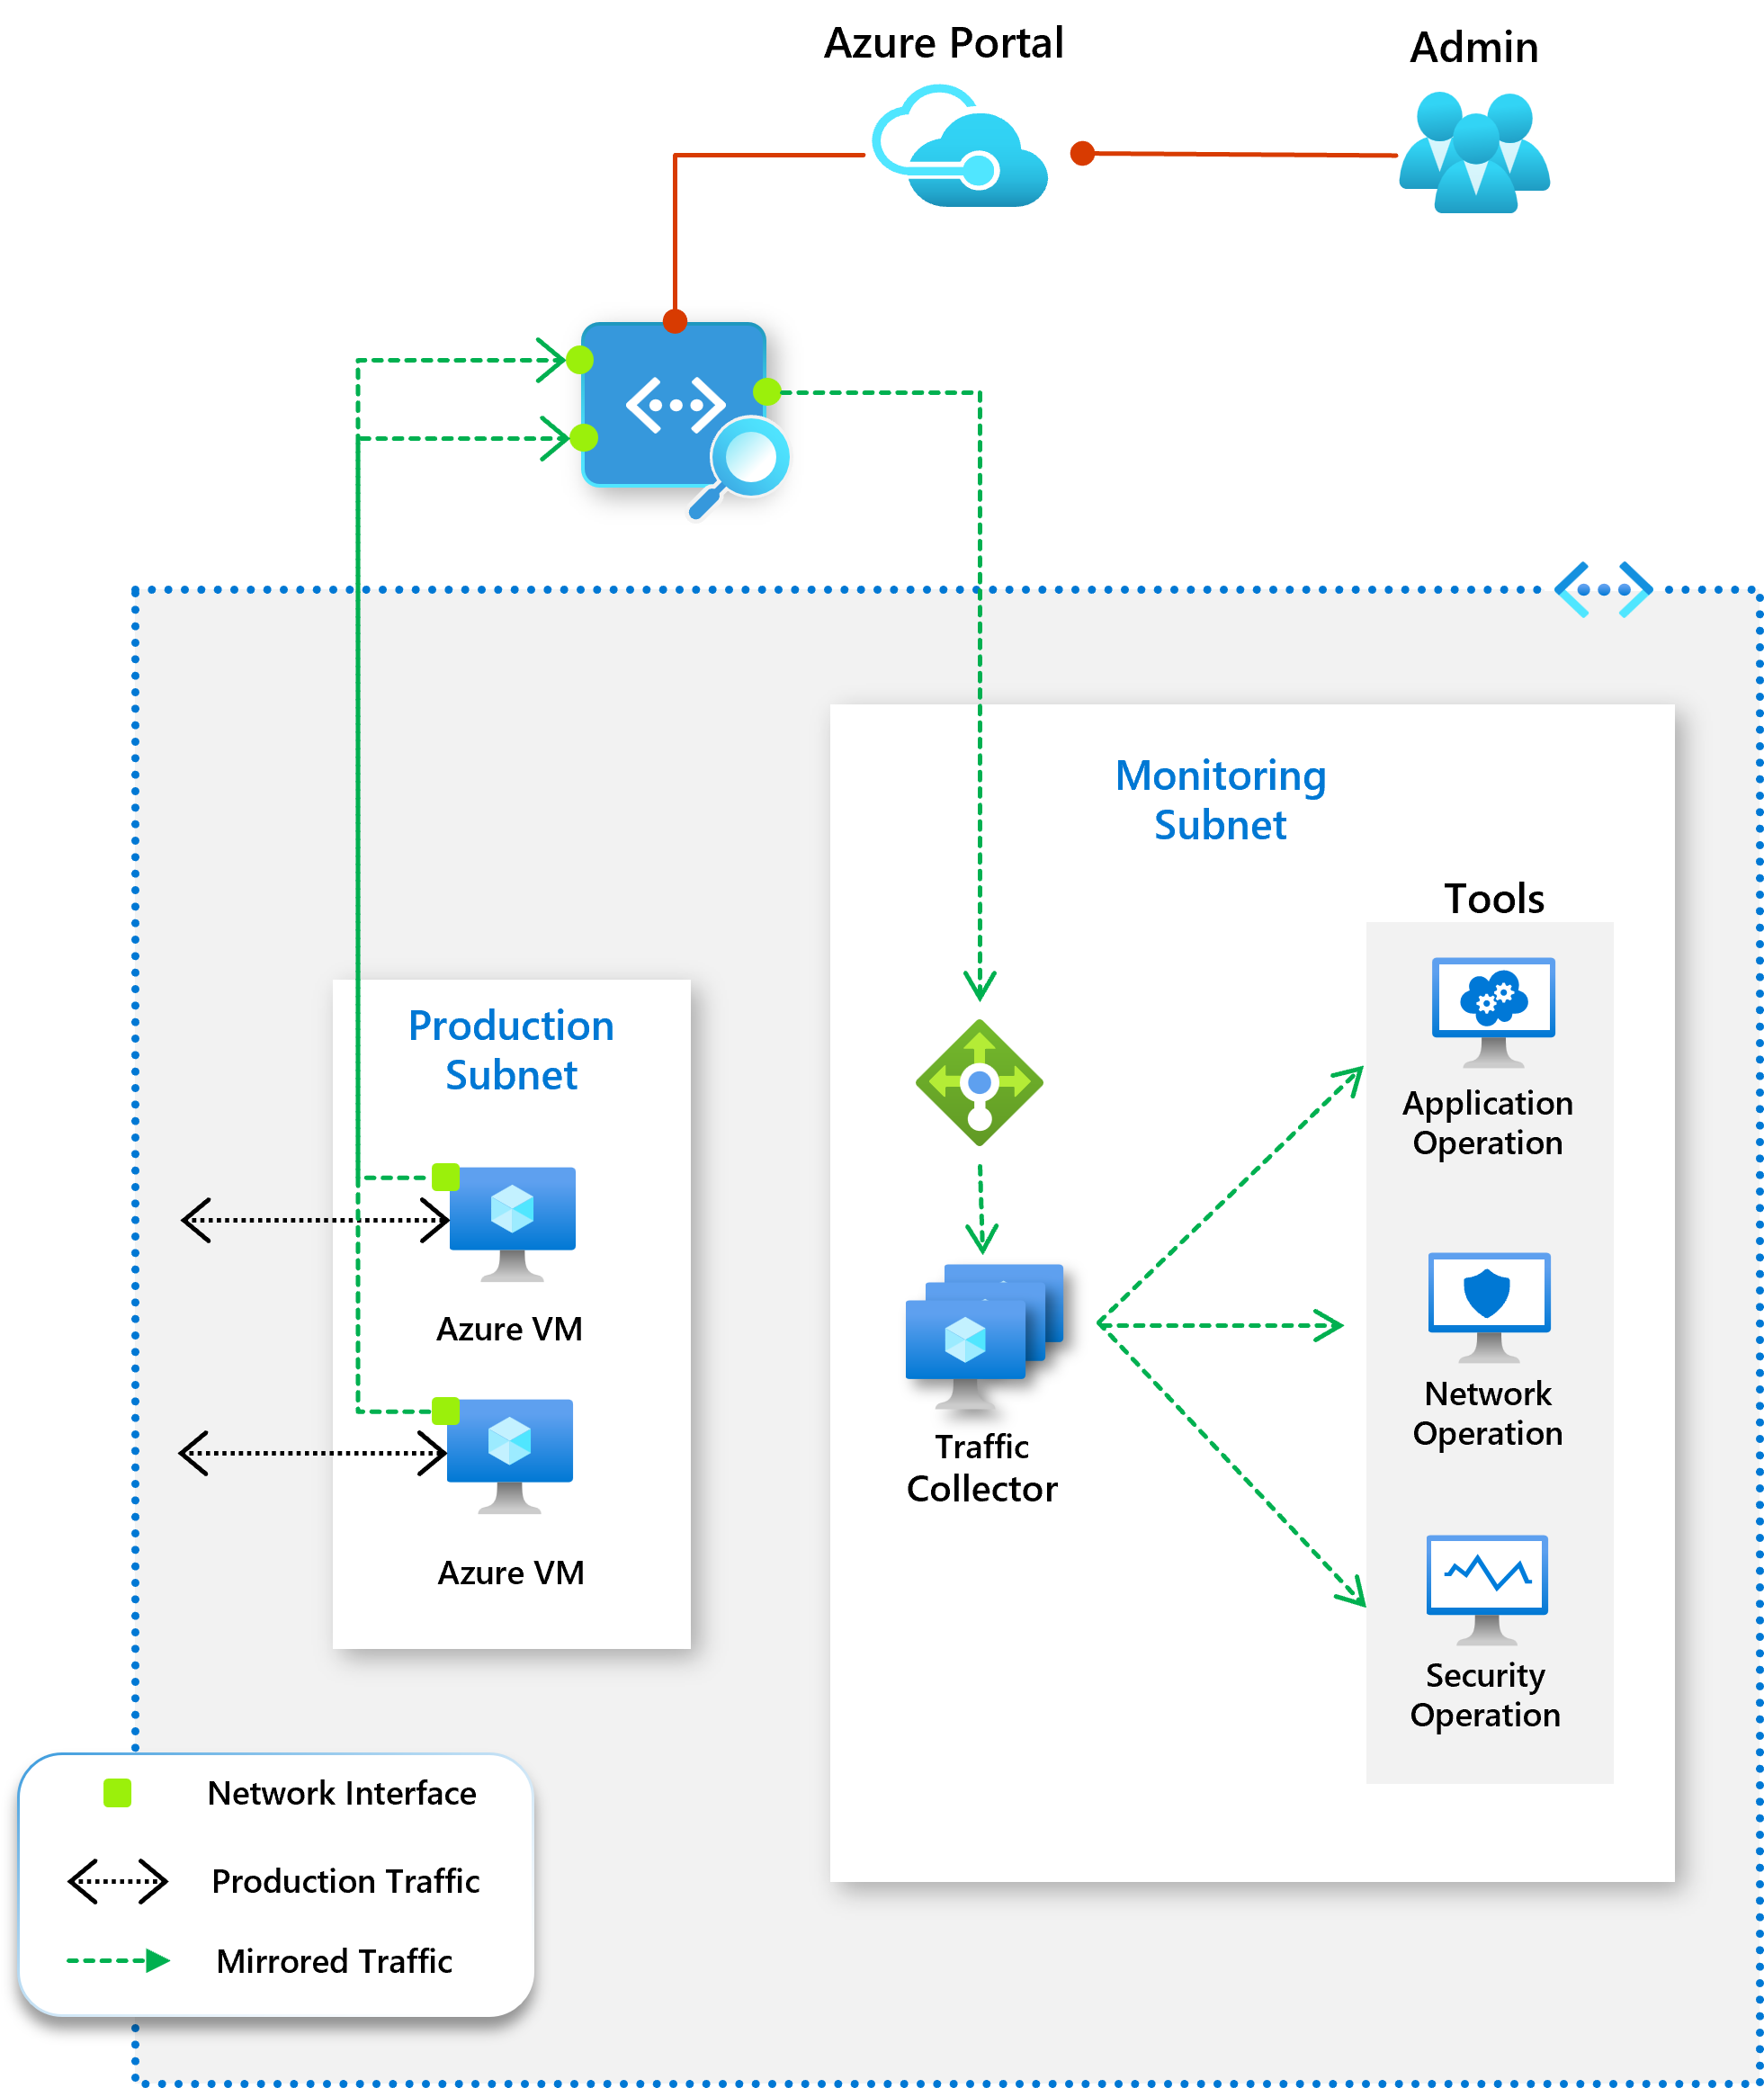 Azure Portal
Admin
Monitoring
Subnet
Tools
Application
Operation
Network
Operation
Security
Operation
Production
Subnet
Azure VM
Azure VM
Traffic
Collector
Network Interface
Production Traffic
Mirrored Traffic